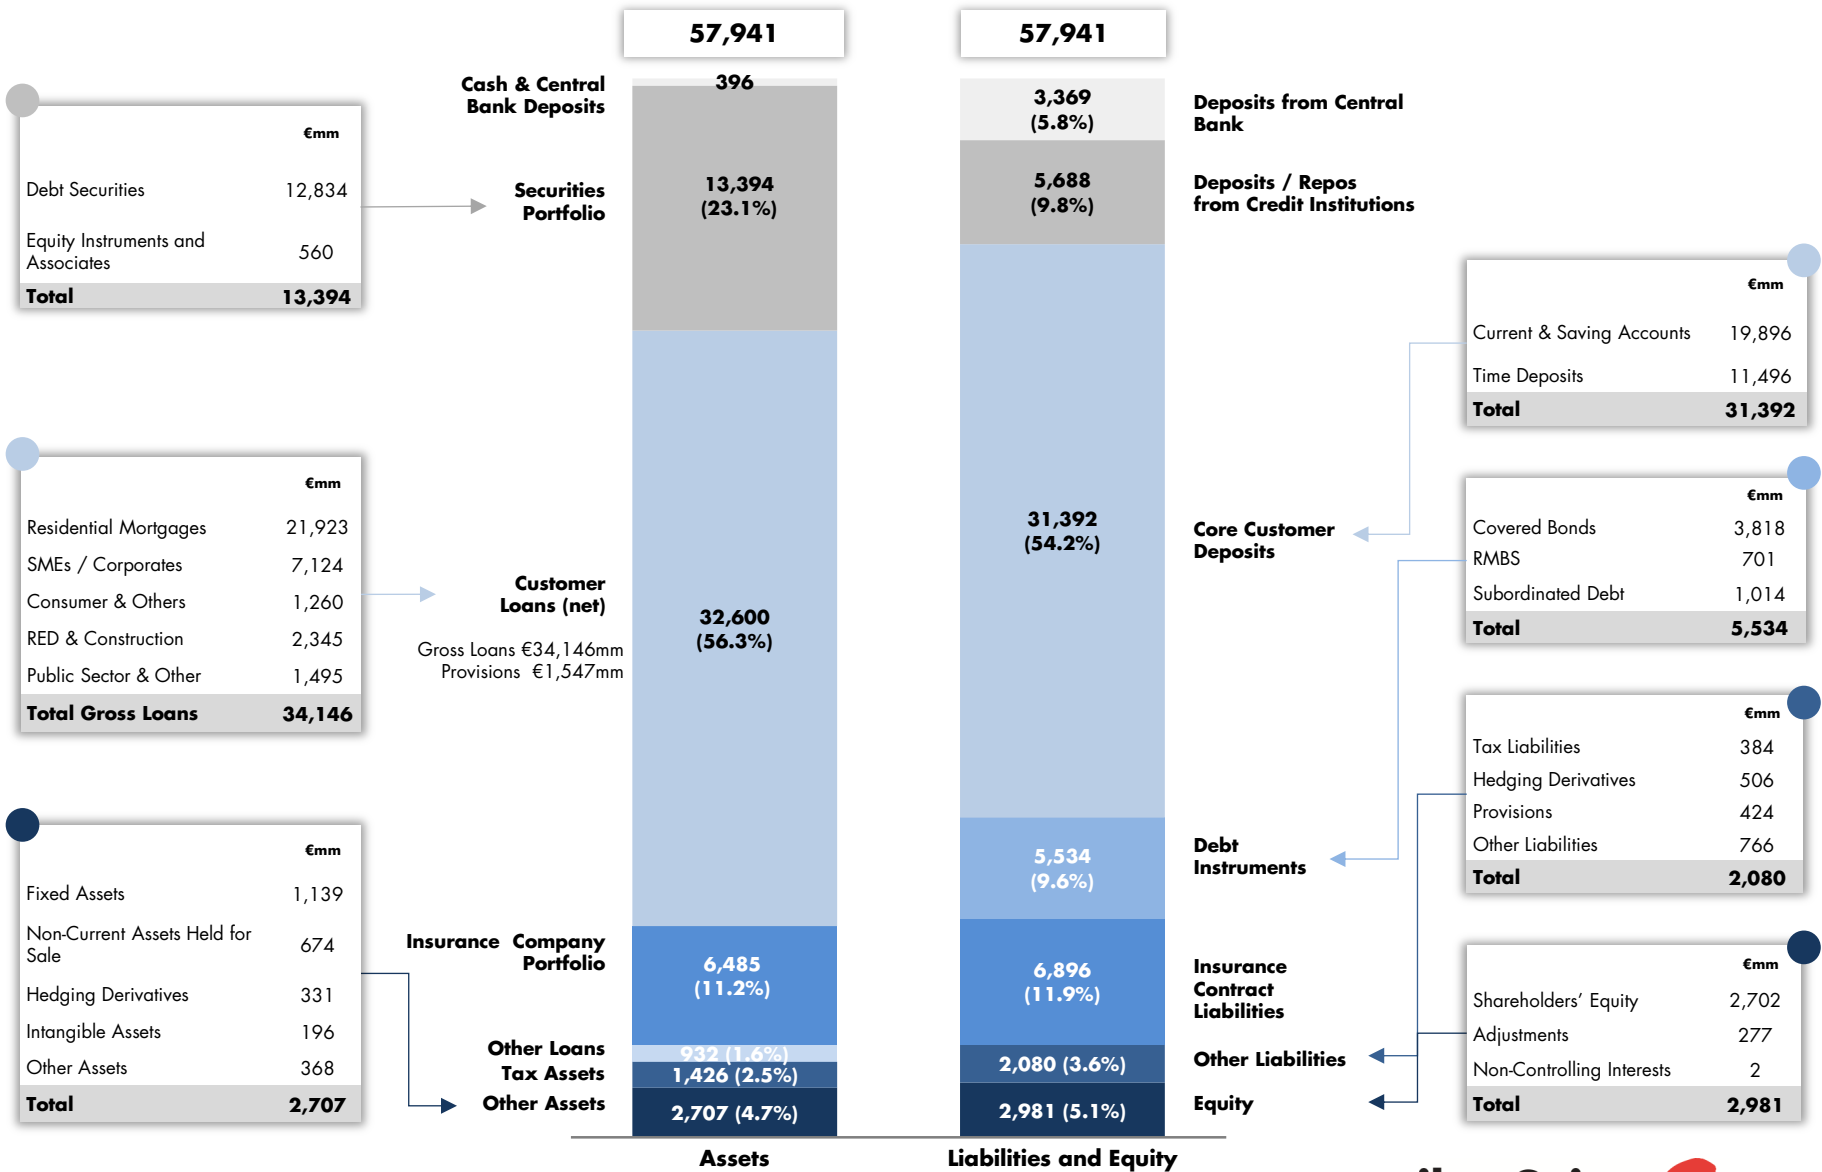 57,941
57,941
Cash & Central
Bank Deposits
396
3,369
(5.8%)
Deposits from Central
Bank
€mm
Debt Securities 12,834
Equity Instruments and
Associates 560
Total 13,394
Securities
Portfolio
13,394
(23.1%)
5,688
(9.8%)
Deposits / Repos
from Credit Institutions
€mm
Current & Saving Accounts 19,896
Time Deposits 11,496
Total 31,392
€mm
Residential Mortgages 21,923
SMEs / Corporates 7,124
Consumer & Others 1,260
RED & Construction 2,345
Public Sector & Other 1,495
Total Gross Loans 34,146
Customer
Loans (net)
Gross Loans €34,146mm
Provisions €1,547mm
32,600
(56.3%)
31,392
(54.2%)
Core Customer
Deposits
€mm
Covered Bonds 3,818
RMBS 701
Subordinated Debt 1,014
Total 5,534
5,534
(9.6%)
Debt
Instruments
€mm
Tax Liabilities 384
Hedging Derivatives 506
Provisions 424
Other Liabilities 766
Total 2,080
€mm
Fixed Assets 1,139
Non-Current Assets Held for
Sale 674
Hedging Derivatives 331
Intangible Assets 196
Other Assets 368
Total 2,707
Insurance Company
Portfolio
6,485
(11.2%)
6,896
(11.9%)
Insurance
Contract
Liabilities
€mm
Shareholders' Equity 2,702
Adjustments 277
Non-Controlling Interests 2
Total 2,981
Other Loans
932 (1.6%)
Tax Assets
1,426 (2.5%)
2,080 (3.6%)
Other Liabilities
Other Assets
2,707 (4.7%)
2,981 (5.1%)
Equity
Assets
Liabilities and Equity